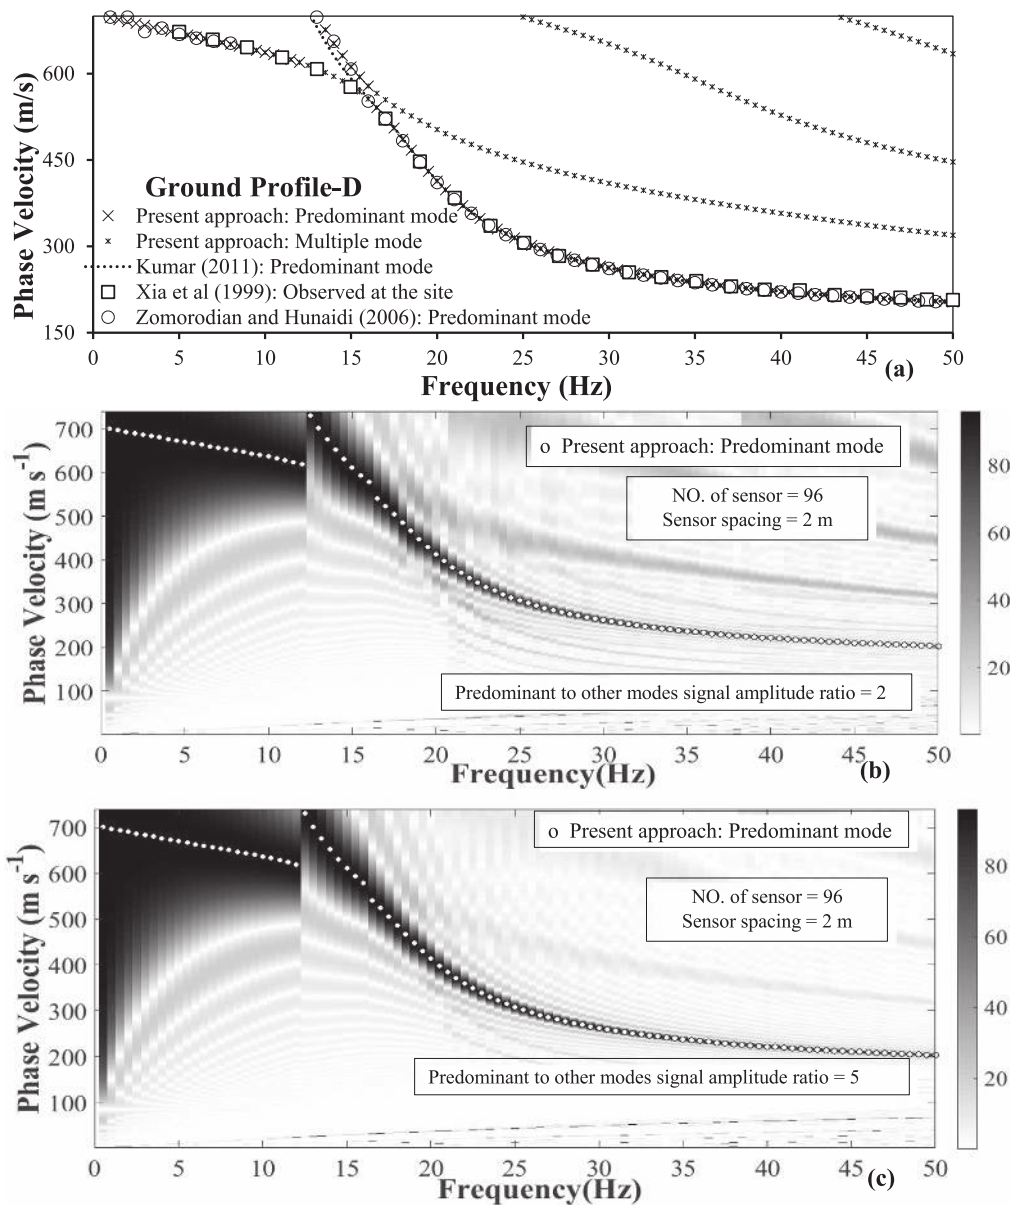 600
450
300
150
Phase Velocity (m/s)
Ground Profile-D
Present approach: Predominant mode
Present approach: Multiple mode
Kumar (2011): Predominant mode
Xia et al (1999): Observed at the site
Zomorodian and Hunaidi (2006): Predominant mode
0 5 10 15 20 25 30 35 40 45 50
Frequency (Hz)
(a)
700
600
500
400
300
200
100
Phase Velocity (m s-1)
o Present approach: Predominant mode
NO. of sensor = 96
Sensor spacing = 2 m
Predominant to other modes signal amplitude ratio = 2
80
60
40
20
0 5 10 15 20 25 30 35 40 45 50
Frequency(Hz)
(b)
700
600
500
400
300
200
100
Phase Velocity (m s-1)
o Present approach: Predominant mode
NO. of sensor = 96
Sensor spacing = 2 m
Predominant to other modes signal amplitude ratio = 5
80
60
40
20
0 5 10 15 20 25 30 35 40 45 50
Frequency(Hz)
(c)